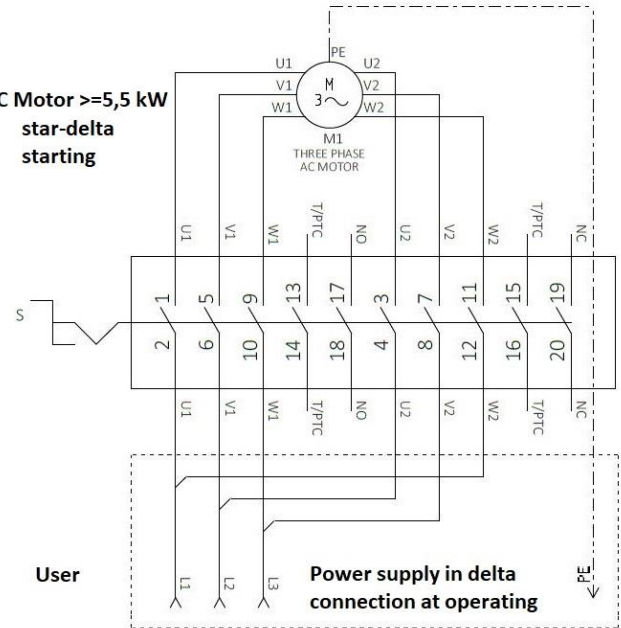 PE
U1 U2
V1 V2
W1 W2
M
3~
M1
THREE PHASE
AC MOTOR
C Motor >=5,5 kW
star-delta
starting
U1 V1 W1 T/PTC NO U2 V2 W2 T/PTC NC
S
1 5 9 13 17 3 7 11 15 19
2 6 10 14 18 4 8 12 16 20
U1 V1 W1 T/PTC NO U2 V2 W2 T/PTC NC
User
L1 L2 L3
Power supply in delta
connection at operating
PE